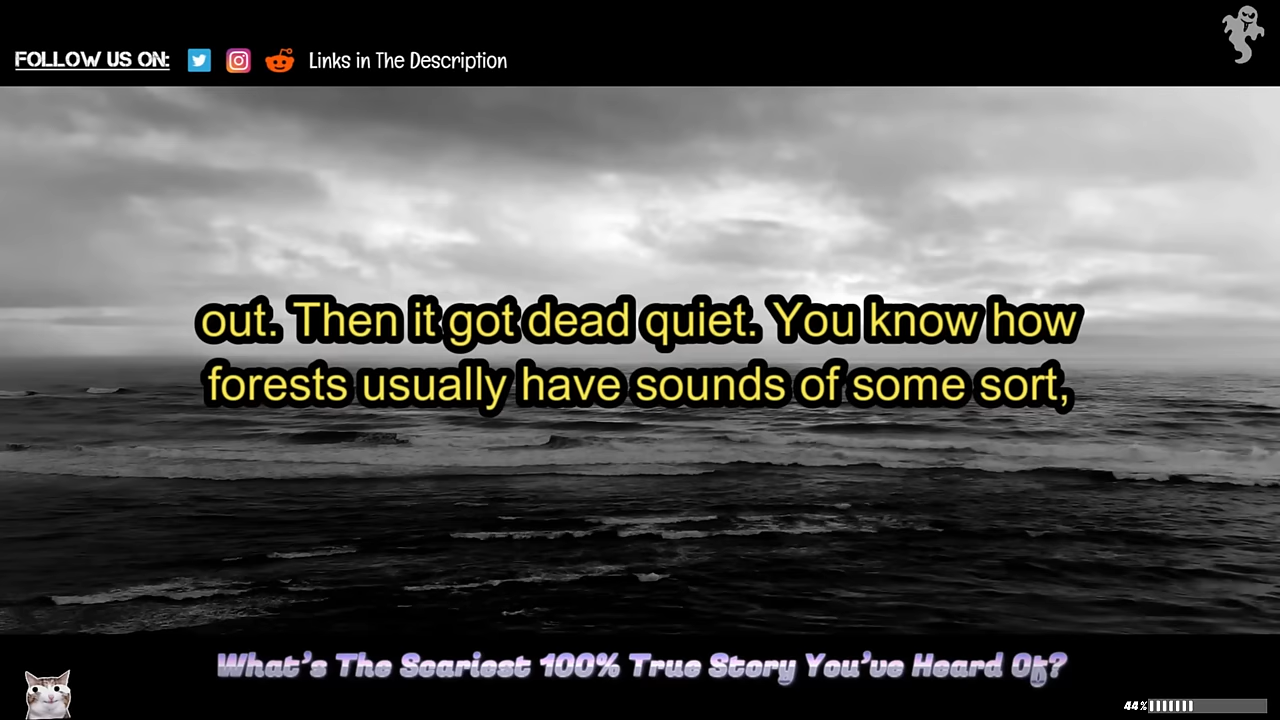 FOLLOW US ON: Links in The Description
out. Then it got dead quiet. You know how
forests usually have sounds of some sort,
What's The Scariest 100% True Story You've Heard Of?
44%